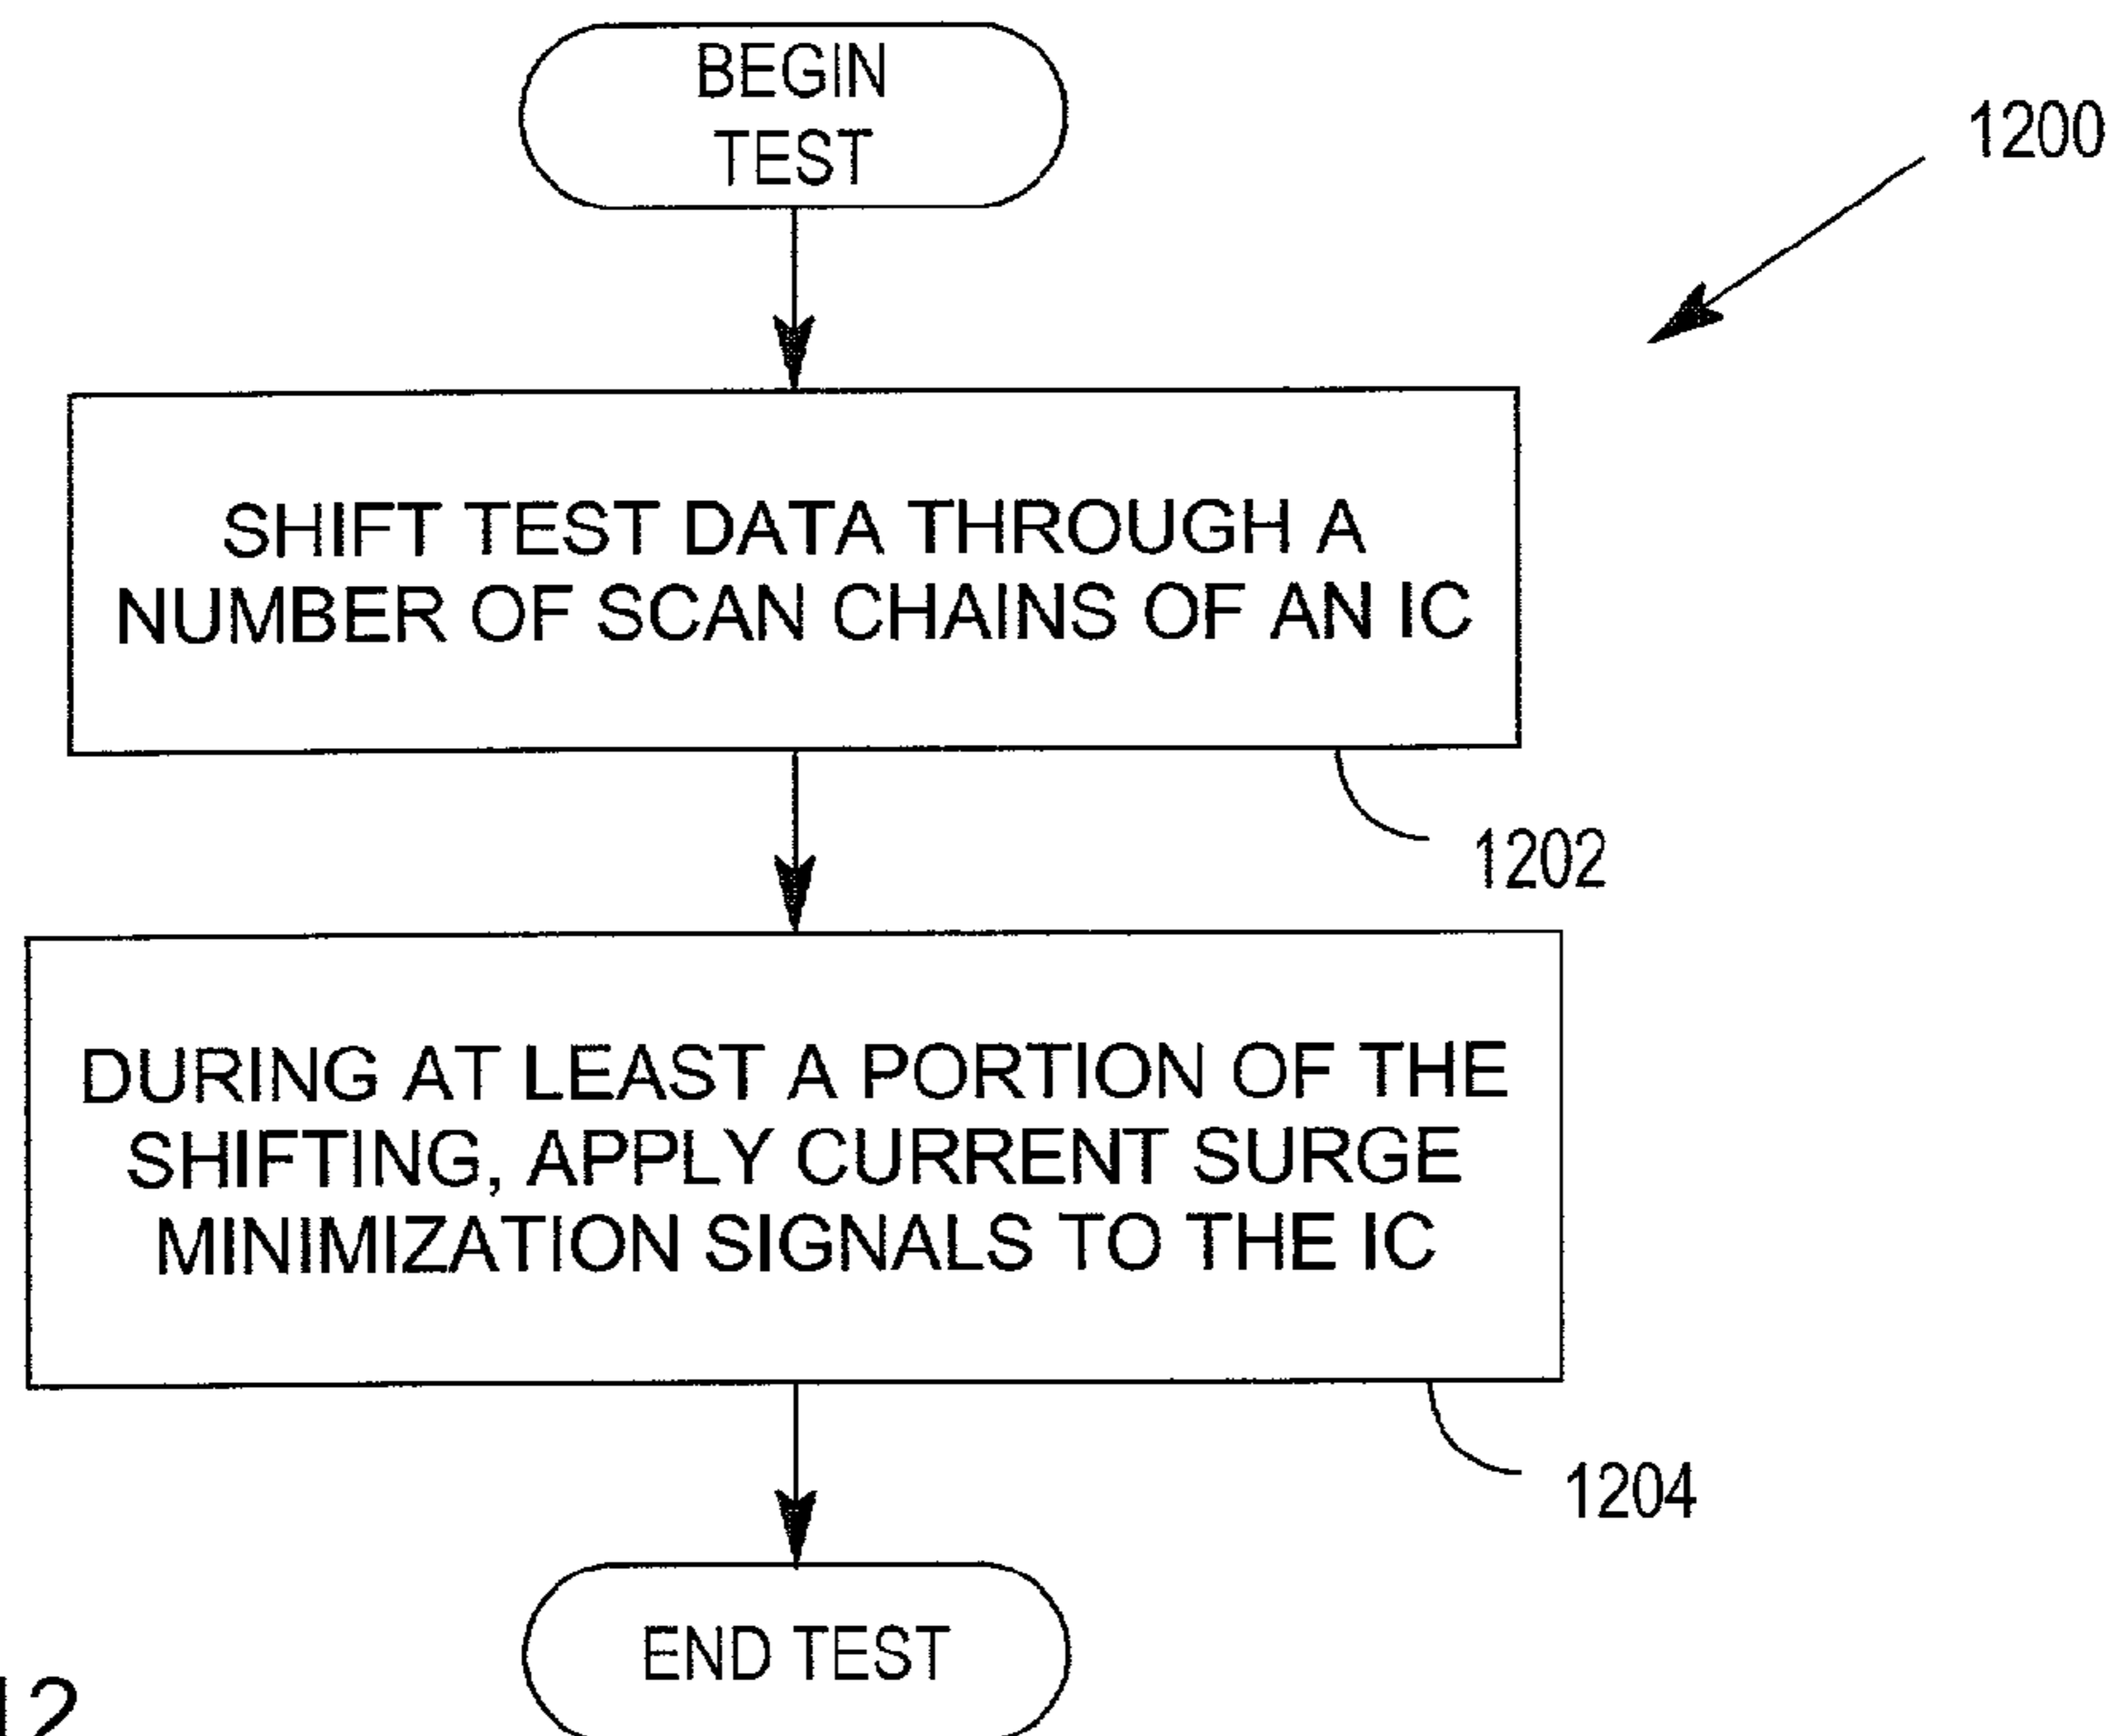 BEGIN
TEST
1200
SHIFT TEST DATA THROUGH A
NUMBER OF SCAN CHAINS OF AN IC
1202
DURING AT LEAST A PORTION OF THE
SHIFTING, APPLY CURRENT SURGE
MINIMIZATION SIGNALS TO THE IC
1204
END TEST
12